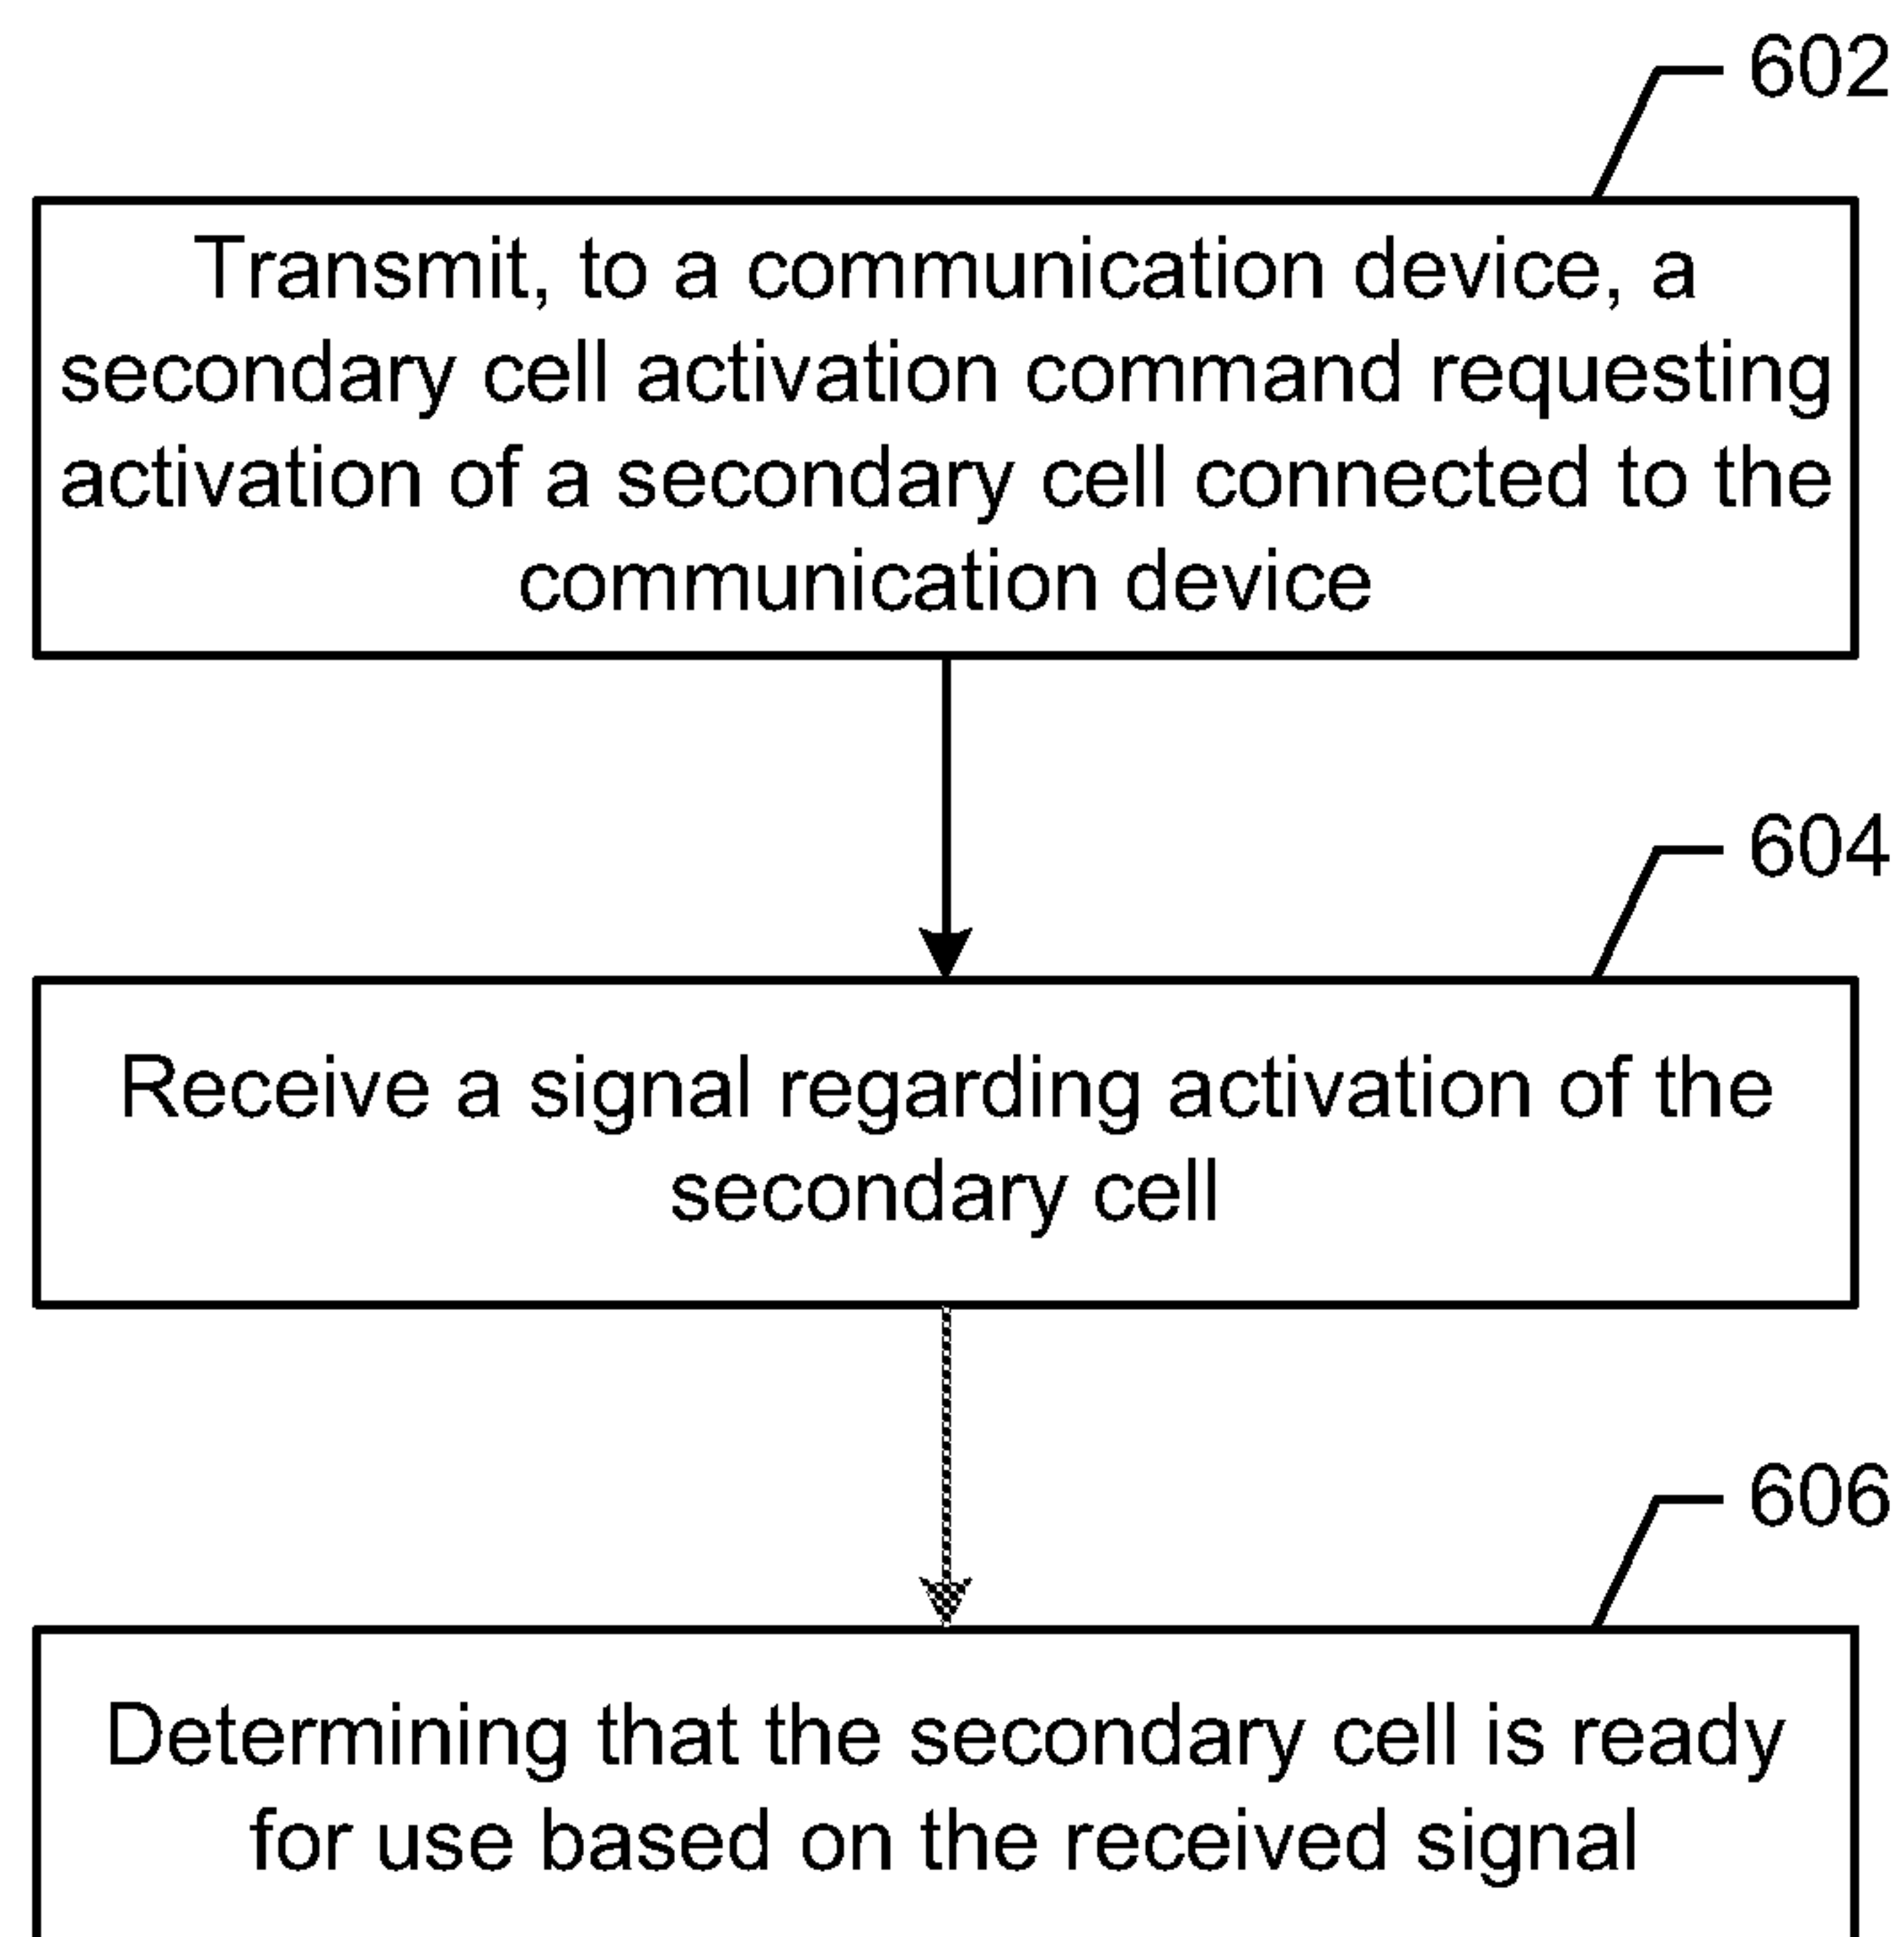 602
Transmit, to a communication device, a
secondary cell activation command requesting
activation of a secondary cell connected to the
communication device
604
Receive a signal regarding activation of the
secondary cell
606
Determining that the secondary cell is ready
for use based on the received signal